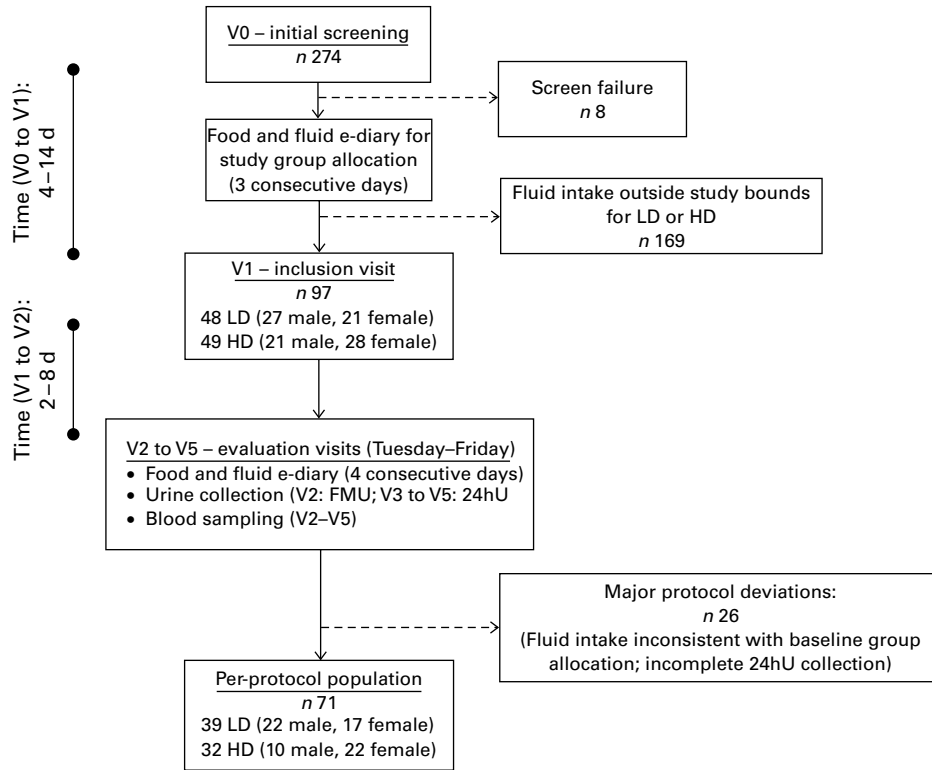 V0 – initial screening
n 274
Screen failure
n 8
Time (V0 to V1):
4–14 d
Food and fluid e-diary for
study group allocation
(3 consecutive days)
Fluid intake outside study bounds
for LD or HD
n 169
V1 – inclusion visit
n 97
48 LD (27 male, 21 female)
49 HD (21 male, 28 female)
Time (V1 to V2):
2–8 d
V2 to V5 – evaluation visits (Tuesday–Friday)
• Food and fluid e-diary (4 consecutive days)
• Urine collection (V2: FMU; V3 to V5: 24hU
• Blood sampling (V2–V5)
Major protocol deviations:
n 26
(Fluid intake inconsistent with baseline group
allocation; incomplete 24hU collection)
Per-protocol population
n 71
39 LD (22 male, 17 female)
32 HD (10 male, 22 female)